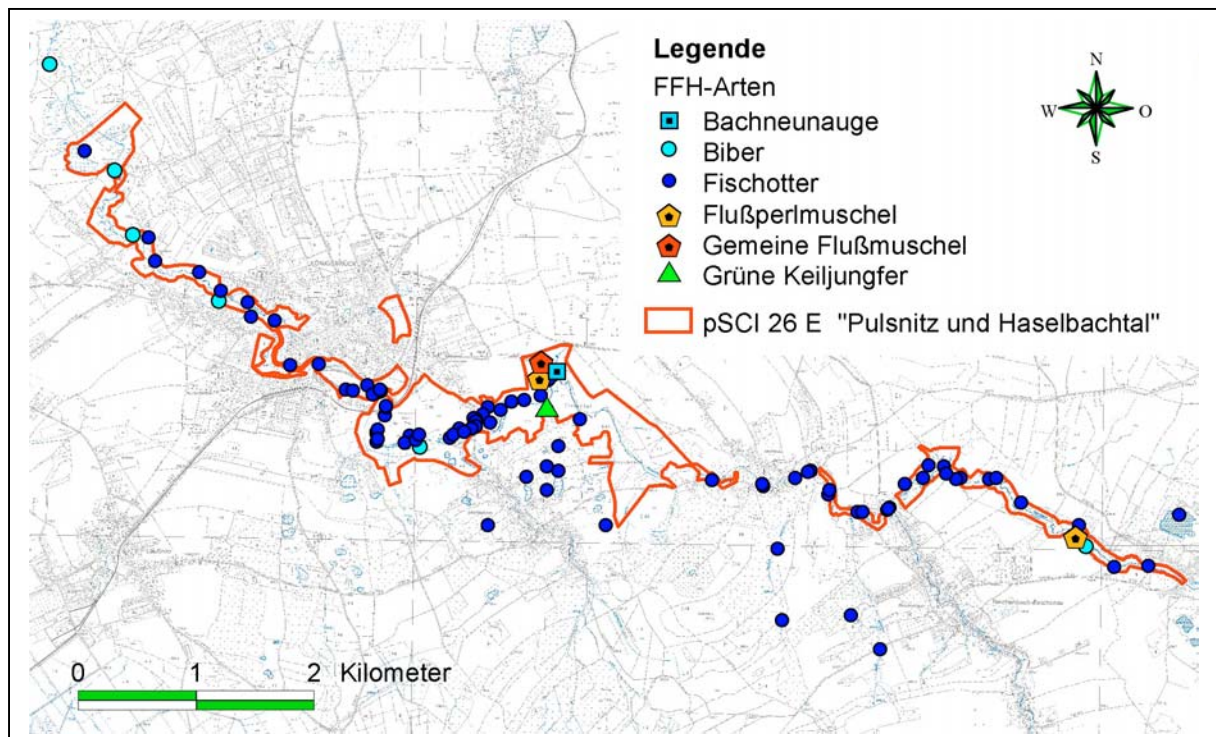 Legende
FFH-Arten
Bachneunauge
Biber
Fischotter
Flußperlmuschel
Gemeine Flußmuschel
Grüne Keiljungfer
pSCI 26 E "Pulsnitz und Haselbachtal"
N
W O
S
0 1 2 Kilometer